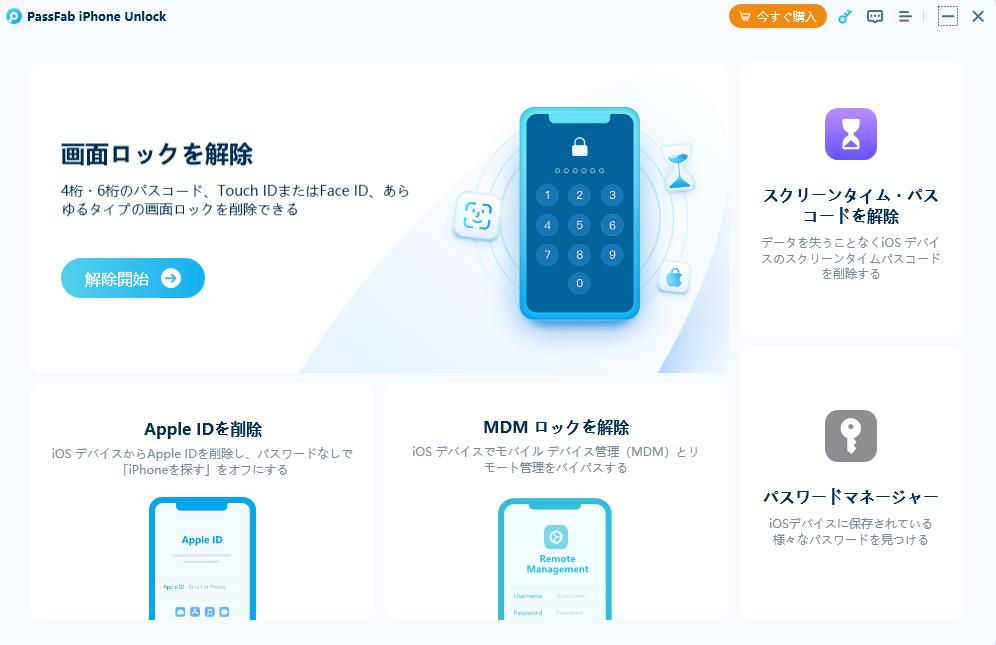 PassFab iPhone Unlock
今すぐ購入
画面ロックを解除
4桁・6桁のパスコード、Touch IDまたはFace ID、あら
ゆるタイプの画面ロックを削除できる
解除開始
1 2 3
4 5 6
7 8 9
0
スクリーンタイム・パス
コードを解除
データを失うことなくiOS デバイ
スのスクリーンタイムパスコード
を削除する
Apple IDを削除
iOS デバイスからApple IDを削除し、パスワードなしで
「iPhoneを探す」をオフにする
Apple ID
Apple ID Email or Phone
MDM ロックを解除
iOS デバイスでモバイル デバイス管理（MDM）とリ
モート管理をバイパスする
Remote
Management
Username Username
Password Password
パスワードマネージャー
iOSデバイスに保存されている
様々なパスワードを見つける